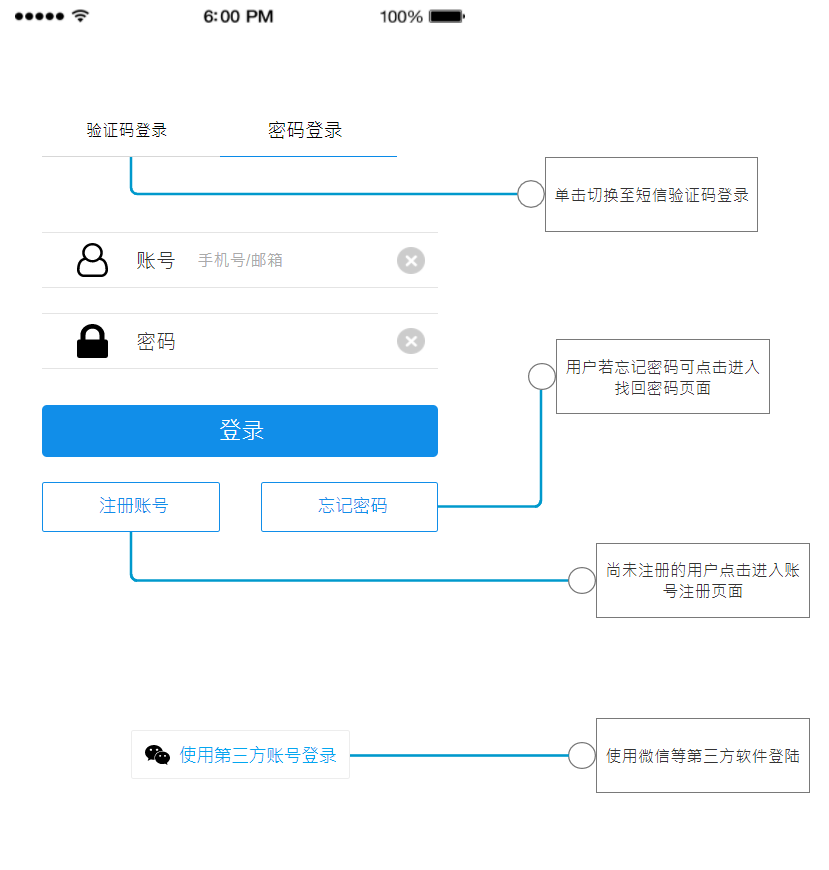 6:00 PM
100%
验证码登录
密码登录
单击切换至短信验证码登录
账号
手机号/邮箱
密码
用户若忘记密码可点击进入
找回密码页面
登录
注册账号
忘记密码
尚未注册的用户点击进入账
号注册页面
使用第三方账号登录
使用微信等第三方软件登陆